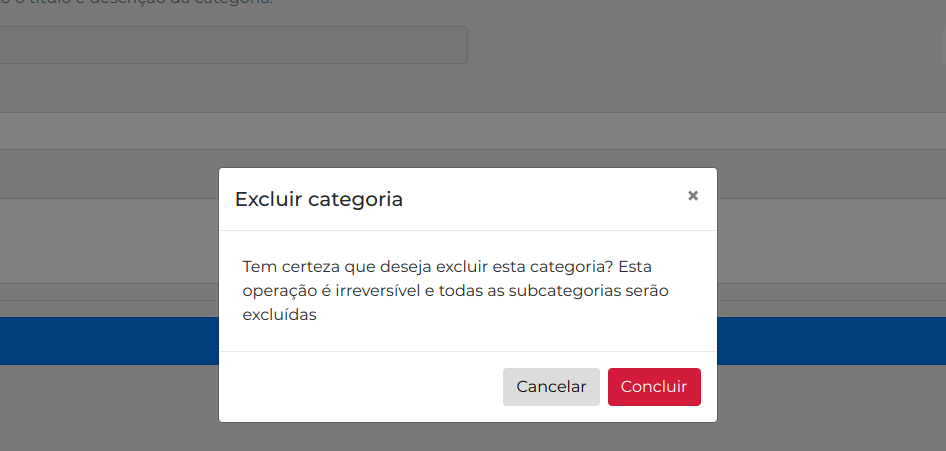 o título e descrição da categoria.
Excluir categoria
×
Tem certeza que deseja excluir esta categoria? Esta
operação é irreversível e todas as subcategorias serão
excluídas
Cancelar
Concluir